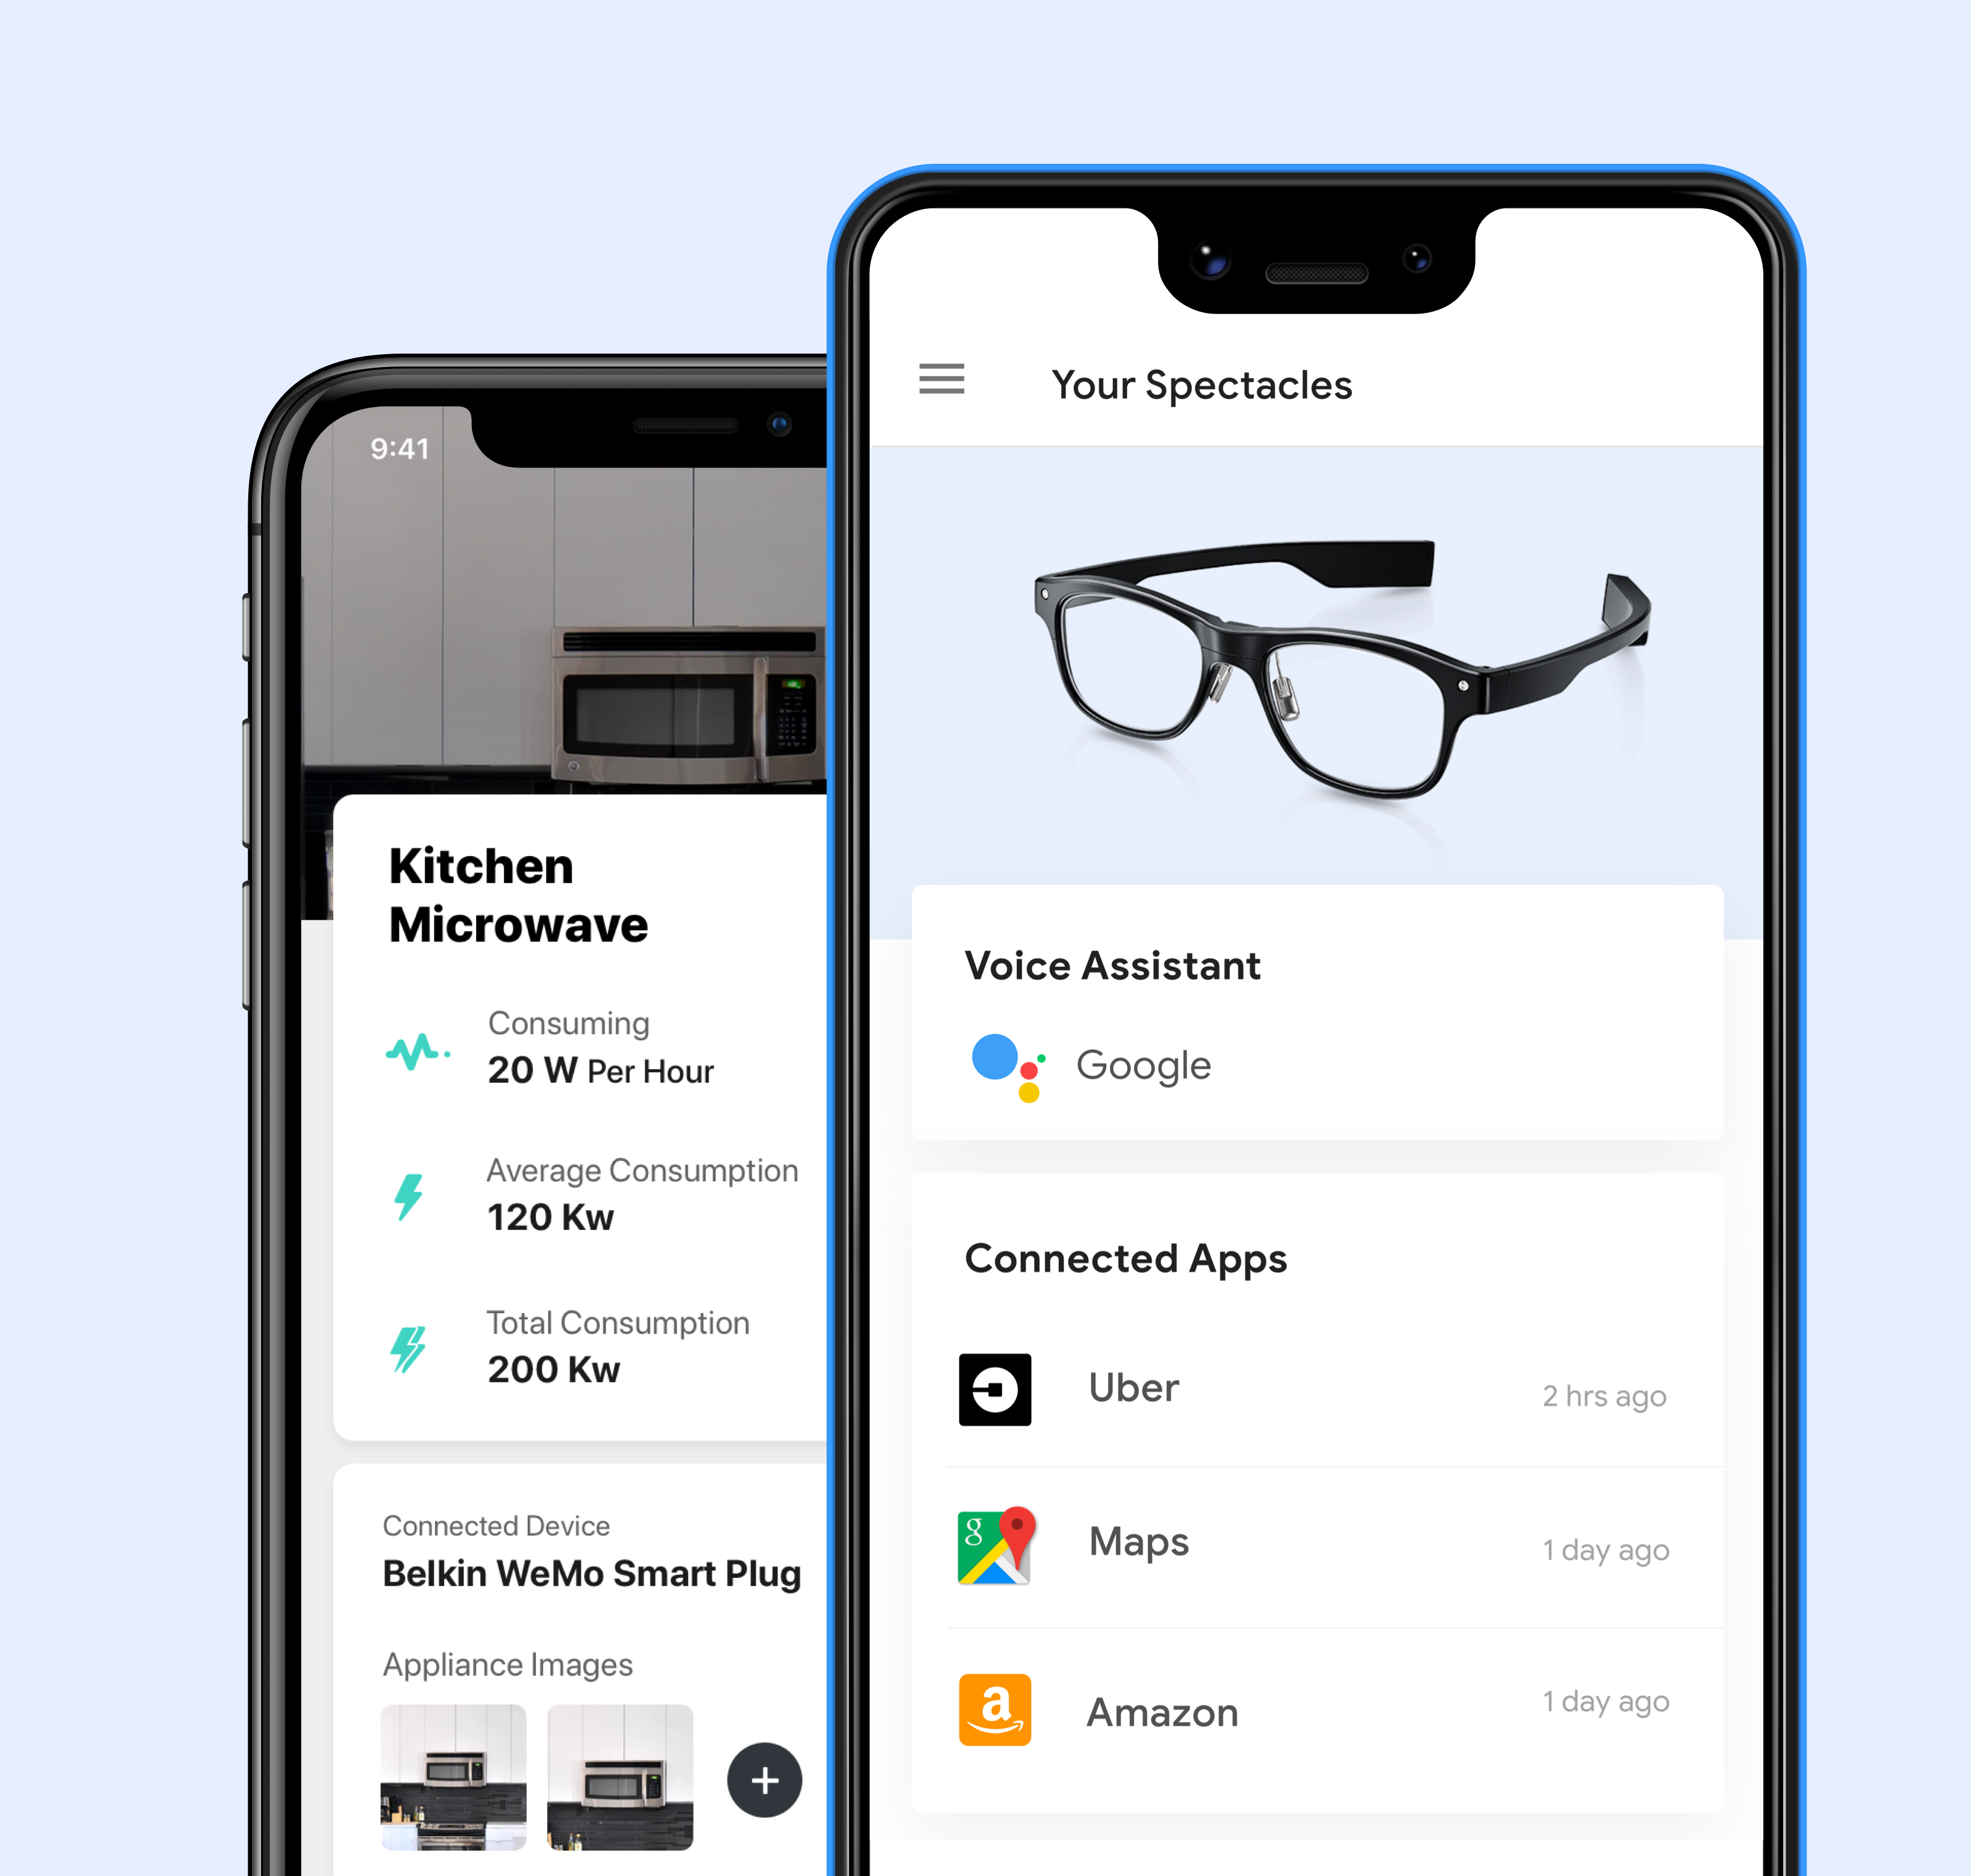 9:41
Kitchen
Microwave
Consuming
20 W Per Hour
Average Consumption
120 Kw
Total Consumption
200 Kw
Connected Device
Belkin WeMo Smart Plug
Appliance Images
Your Spectacles
Voice Assistant
Google
Connected Apps
Uber
2 hrs ago
g
Maps
1 day ago
a
Amazon
1 day ago